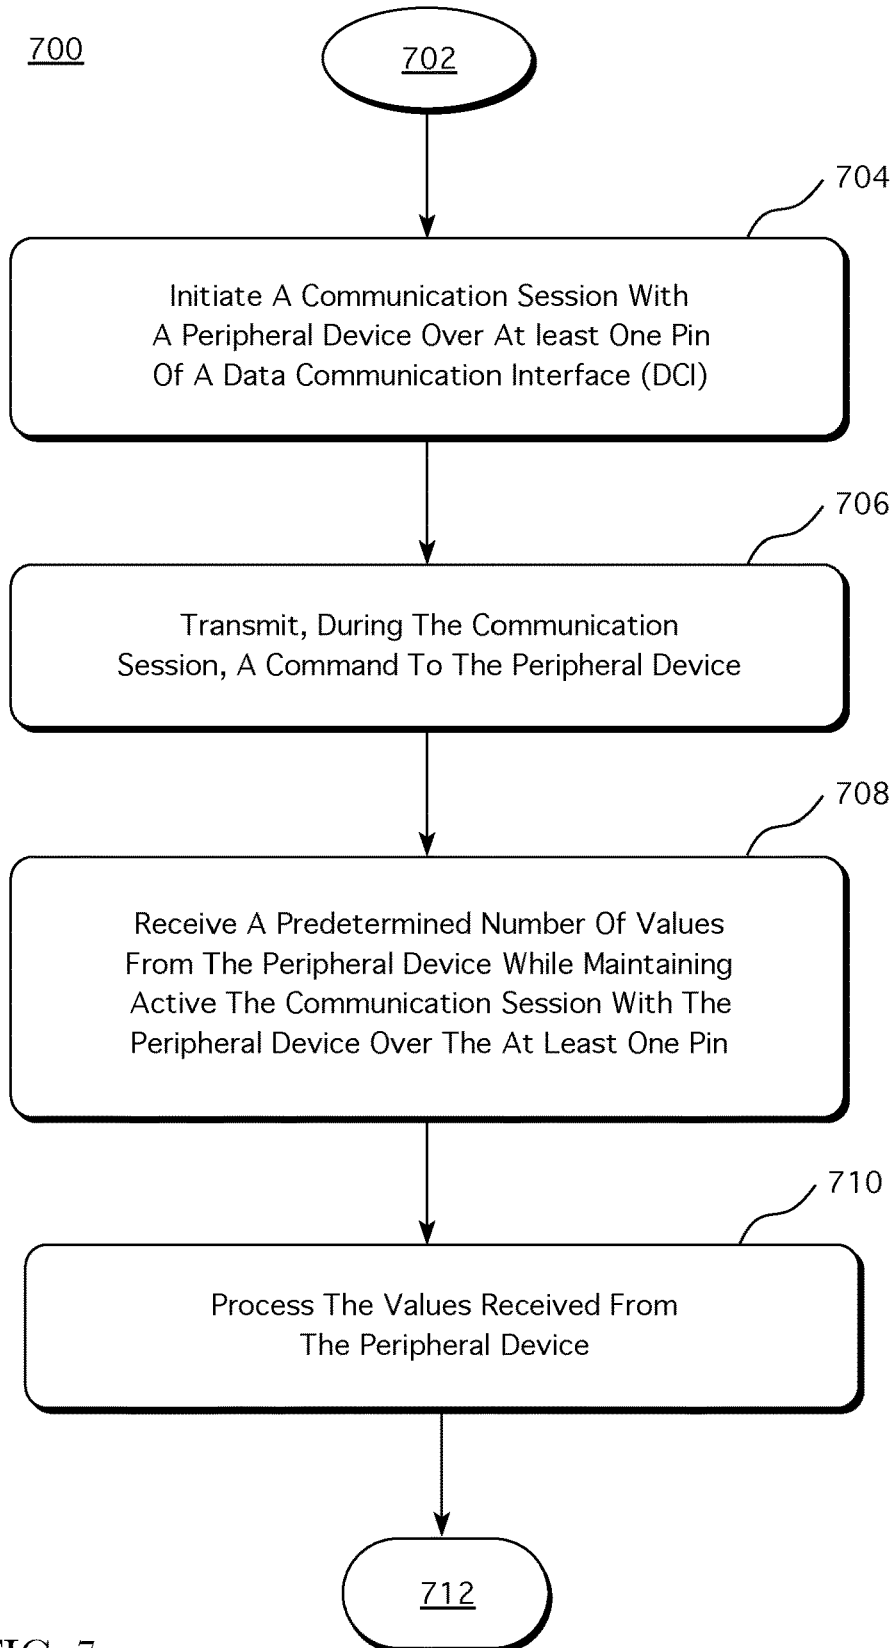 700
702
704
Initiate A Communication Session With
A Peripheral Device Over At least One Pin
Of A Data Communication Interface (DCI)
706
Transmit, During The Communication
Session, A Command To The Peripheral Device
708
Receive A Predetermined Number Of Values
From The Peripheral Device While Maintaining
Active The Communication Session With The
Peripheral Device Over The At Least One Pin
710
Process The Values Received From
The Peripheral Device
712